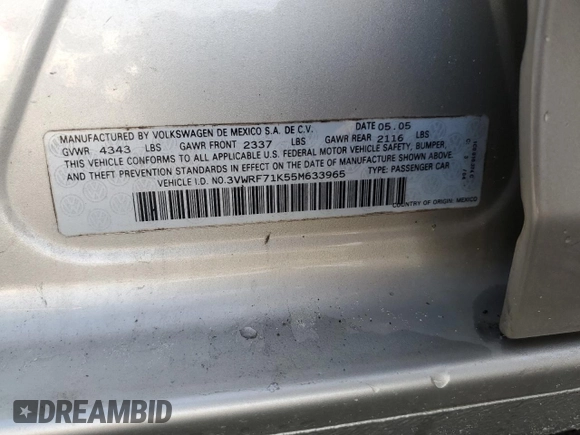 MANUFACTURED BY VOLKSWAGEN DE MEXICO S.A. DE C.V. DATE 05.05
GVWR 4343 LBS GAWR FRONT 2337 LBS GAWR REAR 2116 LBS
THIS VEHICLE CONFORMS TO ALL APPLICABLE U.S. FEDERAL MOTOR VEHICLE SAFETY, BUMPER,
AND THEFT PREVENTION STANDARDS IN EFFECT ON THE DATE OF MANUFACTURE SHOWN ABOVE.
VEHICLE I.D. NO. 3VWRF71K55M633965 TYPE: PASSENGER CAR
COUNTRY OF ORIGIN: MEXICO
DREAMBID